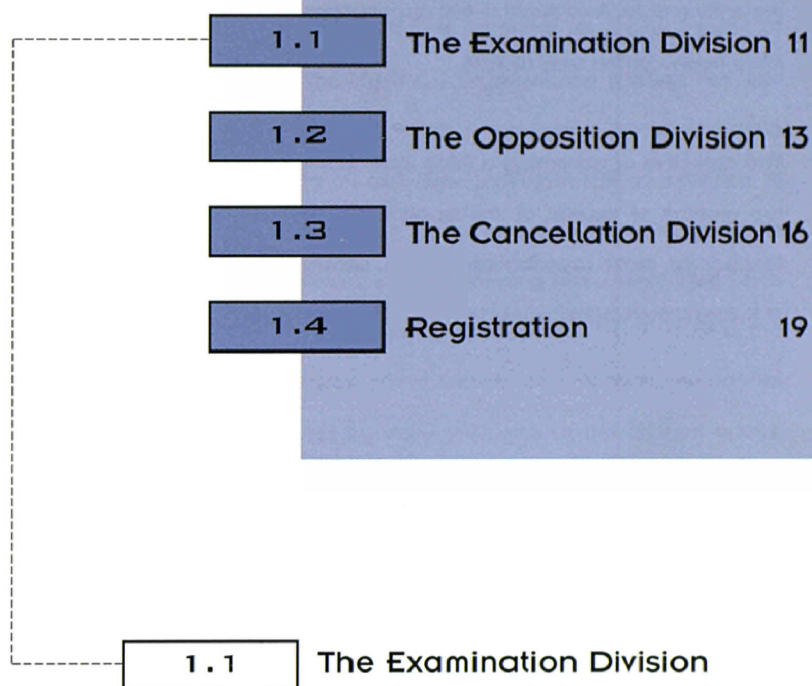 1.1 The Examination Division 11
1.2 The Opposition Division 13
1.3 The Cancellation Division 16
1.4 Registration 19
1.1 The Examination Division